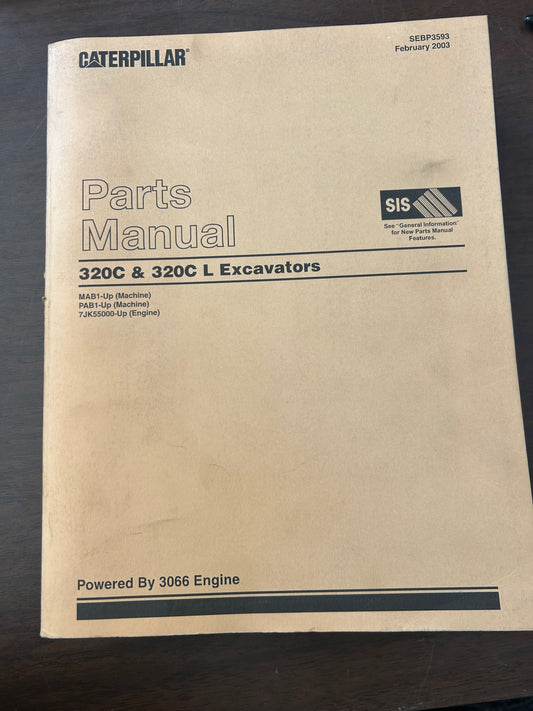 CATERPILLAR®
SEBP3593
February 2003
Parts
Manual
SIS
See "General Information"
for New Parts Manual
Features.
320C & 320C L Excavators
MAB1-Up (Machine)
PAB1-Up (Machine)
7JK55000-Up (Engine)
Powered By 3066 Engine